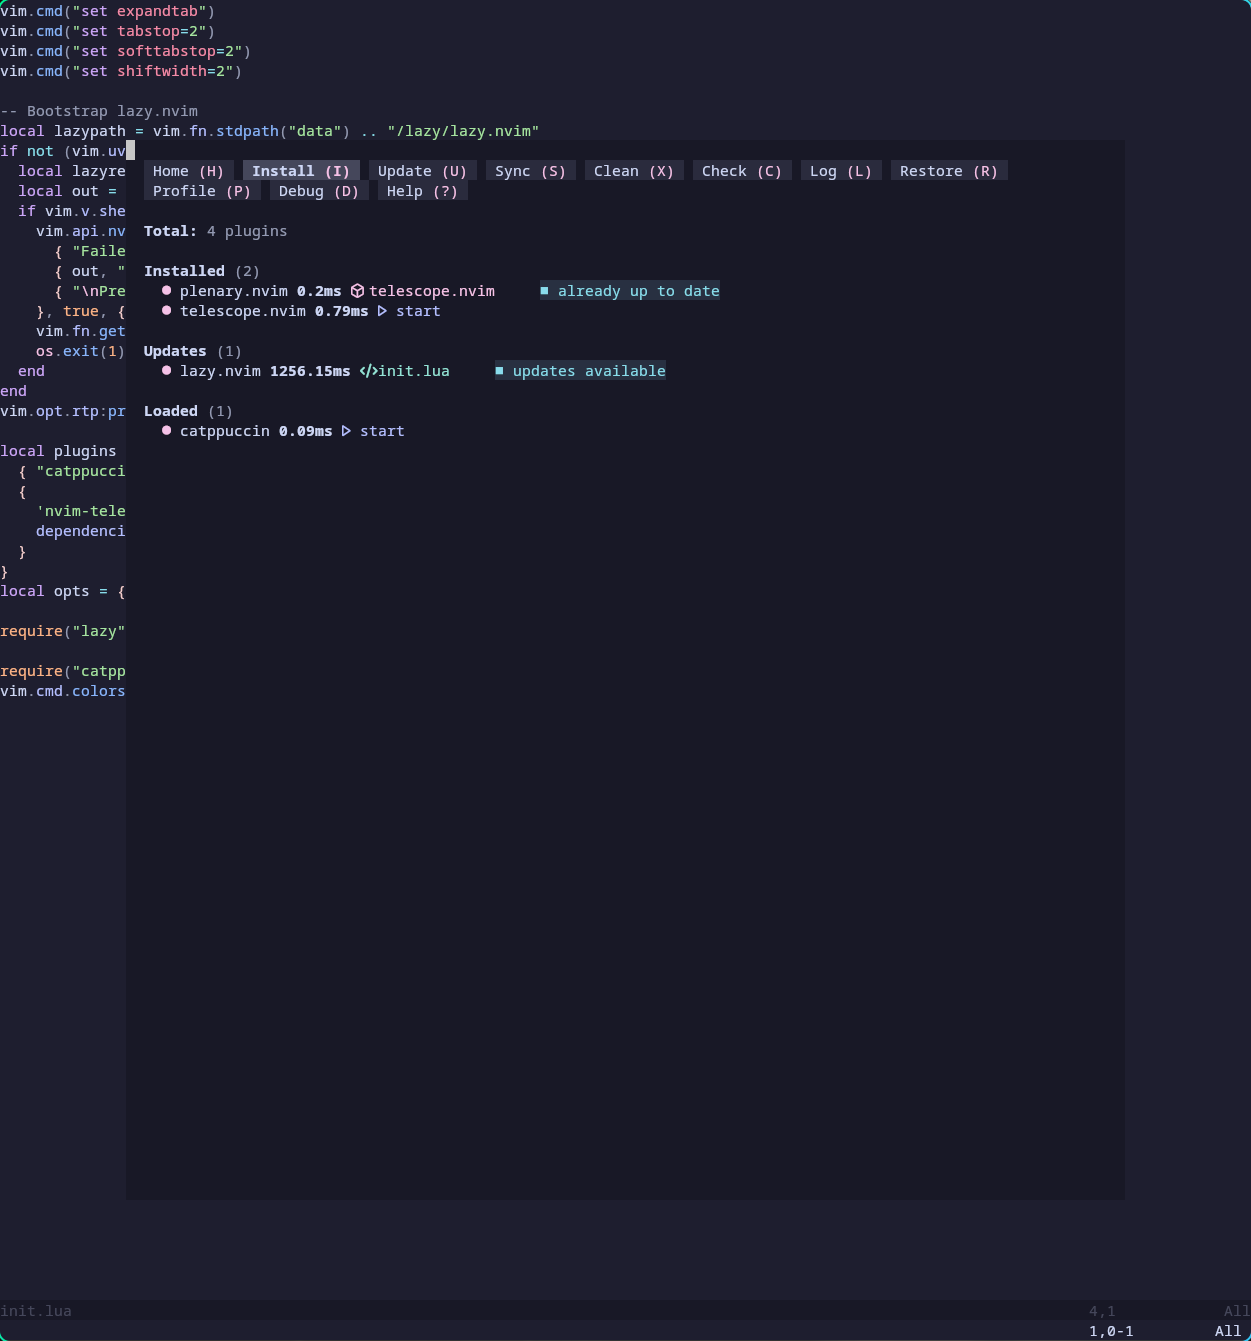 vim.cmd("set expandtab")
vim.cmd("set tabstop=2")
vim.cmd("set softtabstop=2")
vim.cmd("set shiftwidth=2")
-- Bootstrap lazy.nvim
local lazypath = vim.fn.stdpath("data") .. "/lazy/lazy.nvim"
if not (vim.uv
local lazyre
Home (H) Install (I) Update (U) Sync (S) Clean (X) Check (C) Log (L) Restore (R)
local out =
Profile (P) Debug (D) Help (?)
if vim.v.she
vim.api.nv
Total: 4 plugins
{ "Faile
{ out, "
Installed (2)
{ "\nPre
plenary.nvim 0.2ms telescope.nvim already up to date
}, true, {
telescope.nvim 0.79ms start
vim.fn.get
os.exit(1)
Updates (1)
end
lazy.nvim 1256.15ms init.lua updates available
end
vim.opt.rtp:pr
Loaded (1)
catppuccin 0.09ms start
local plugins
{ "catppucci
{
'nvim-tele
dependenci
}
}
local opts = {
require("lazy"
require("catpp
vim.cmd.colors
init.lua 4,1 All
1,0-1 All